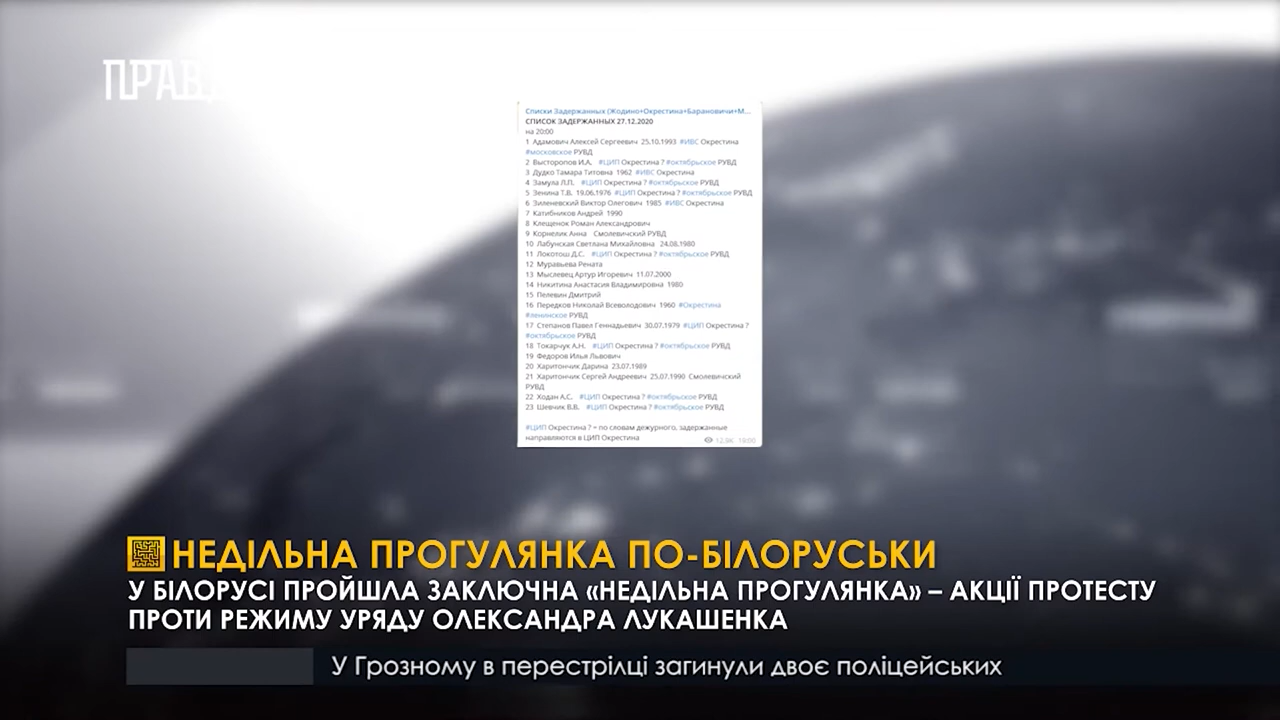 ПРАВД
Списки Задержанных (Жодино+Окрестина+Барановичи+М...
СПИСОК ЗАДЕРЖАННЫХ 27.12.2020
на 20:00
1 Адамович Алексей Сергеевич 25.10.1993 #ИВС Окрестина
#московское РУВД
2 Высторопов И.А. #ЦИП Окрестина ? #октябрьское РУВД
3 Дудко Тамара Титовна 1962 #ИВС Окрестина
4 Замула Л.П. #ЦИП Окрестина ? #октябрьское РУВД
5 Зенина Т.В. 19.06.1976 #ЦИП Окрестина ? #октябрьское РУВД
6 Зиленевский Виктор Олегович 1985 #ИВС Окрестина
7 Катибников Андрей 1990
8 Клещенок Роман Александрович
9 Корнелик Анна Смолевичский РУВД
10 Лабунская Светлана Михайловна 24.08.1980
11 Локотош Д.С. #ЦИП Окрестина ? #октябрьское РУВД
12 Муравьева Рената
13 Мыслевец Артур Игоревич 11.07.2000
14 Никитина Анастасия Владимировна 1980
15 Пелевин Дмитрий
16 Передков Николай Всеволодович 1960 #Окрестина
#ленинское РУВД
17 Степанов Павел Геннадьевич 30.07.1979 #ЦИП Окрестина ?
#октябрьское РУВД
18 Токарчук А.Н. #ЦИП Окрестина ? #октябрьское РУВД
19 Федоров Илья Львович
20 Харитончик Дарина 23.07.1989
21 Харитончик Сергей Андреевич 25.07.1990 Смолевичский
РУВД
22 Ходан А.С. #ЦИП Окрестина ? #октябрьское РУВД
23 Шевчик В.В. #ЦИП Окрестина ? #октябрьское РУВД
#ЦИП Окрестина ? = по словам дежурного, задержанные
направляются в ЦИП Окрестина
12.9K 19:00
НЕДІЛЬНА ПРОГУЛЯНКА ПО-БІЛОРУСЬКИ
У БІЛОРУСІ ПРОЙШЛА ЗАКЛЮЧНА «НЕДІЛЬНА ПРОГУЛЯНКА» – АКЦІЇ ПРОТЕСТУ
ПРОТИ РЕЖИМУ УРЯДУ ОЛЕКСАНДРА ЛУКАШЕНКА
У Грозному в перестрілці загинули двоє поліцейських